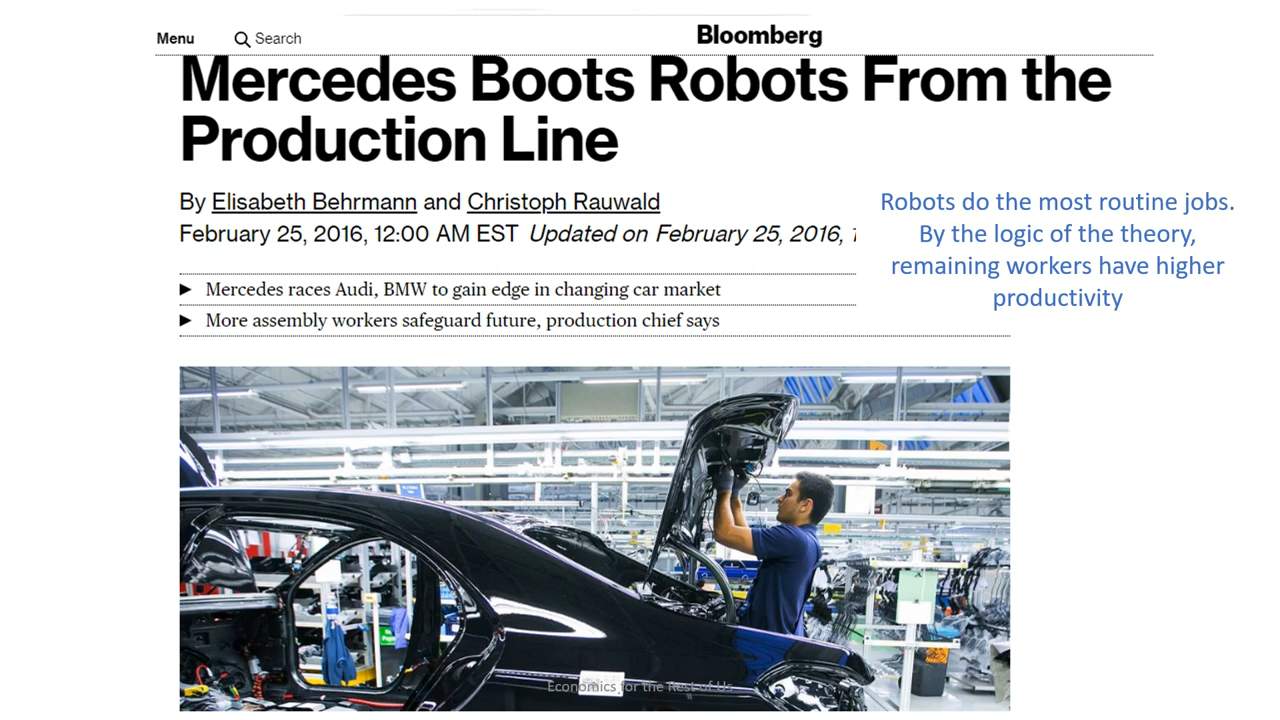 Menu
Search
Bloomberg
Mercedes Boots Robots From the
Production Line
By Elisabeth Behrmann and Christoph Rauwald
February 25, 2016, 12:00 AM EST Updated on February 25, 2016,
Mercedes races Audi, BMW to gain edge in changing car market
More assembly workers safeguard future, production chief says
Robots do the most routine jobs.
By the logic of the theory,
remaining workers have higher
productivity
Economics for the Rest of Us